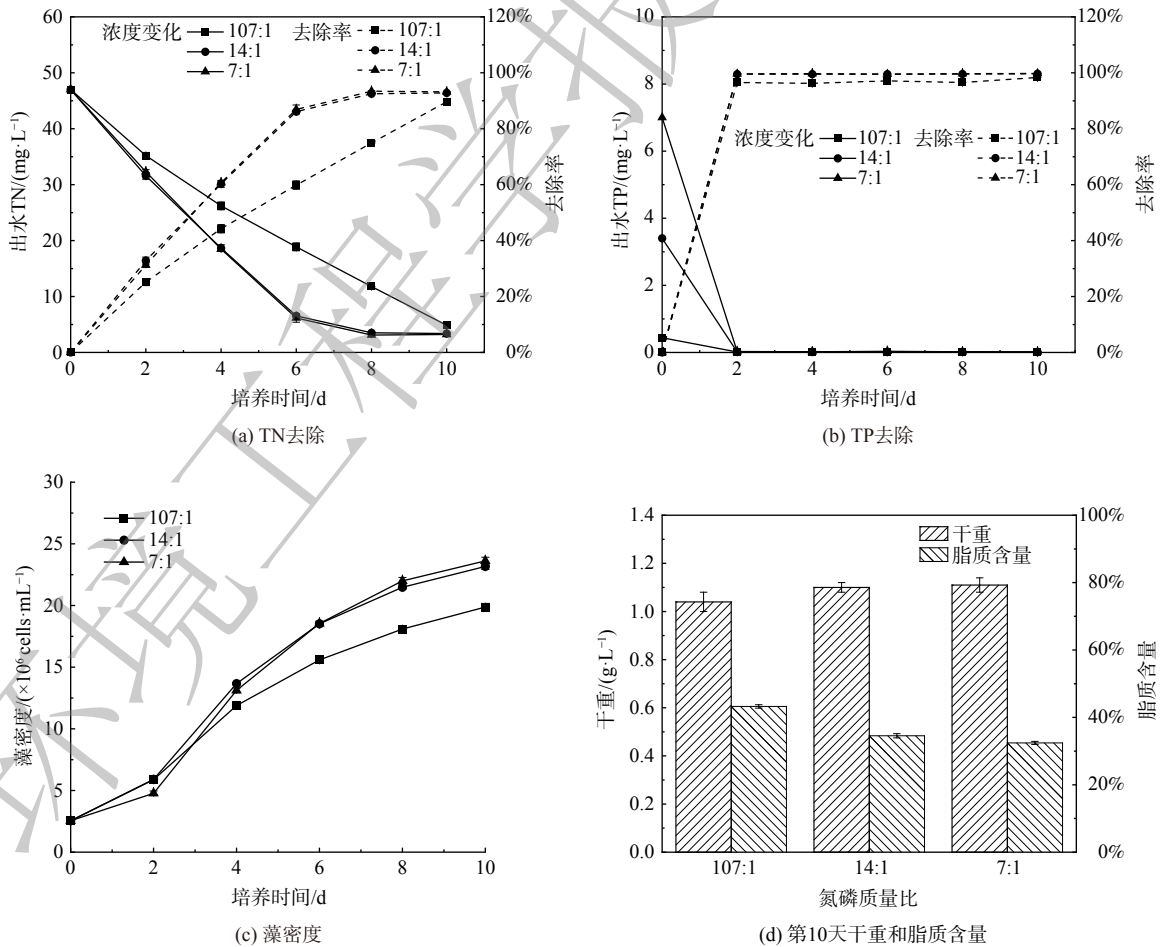 60
50
40
30
20
10
0
120%
100%
80%
60%
40%
20%
0%
浓度变化
107:1
14:1
7:1
去除率
107:1
14:1
7:1
出水TN/(mg·L⁻¹)
去除率
0 2 4 6 8 10
培养时间/d
(a) TN去除
10
8
6
4
2
0
120%
100%
80%
60%
40%
20%
0%
浓度变化
107:1
14:1
7:1
去除率
107:1
14:1
7:1
出水TP/(mg·L⁻¹)
去除率
0 2 4 6 8 10
培养时间/d
(b) TP去除
30
25
20
15
10
5
0
107:1
14:1
7:1
藻密度/(×10⁶ cells·mL⁻¹)
0 2 4 6 8 10
培养时间/d
(c) 藻密度
1.4
1.2
1.0
0.8
0.6
0.4
0.2
0.0
100%
80%
60%
40%
20%
0%
干重
脂质含量
干重/(g·L⁻¹)
脂质含量
107:1 14:1 7:1
氮磷质量比
(d) 第10天干重和脂质含量
环境工程学报